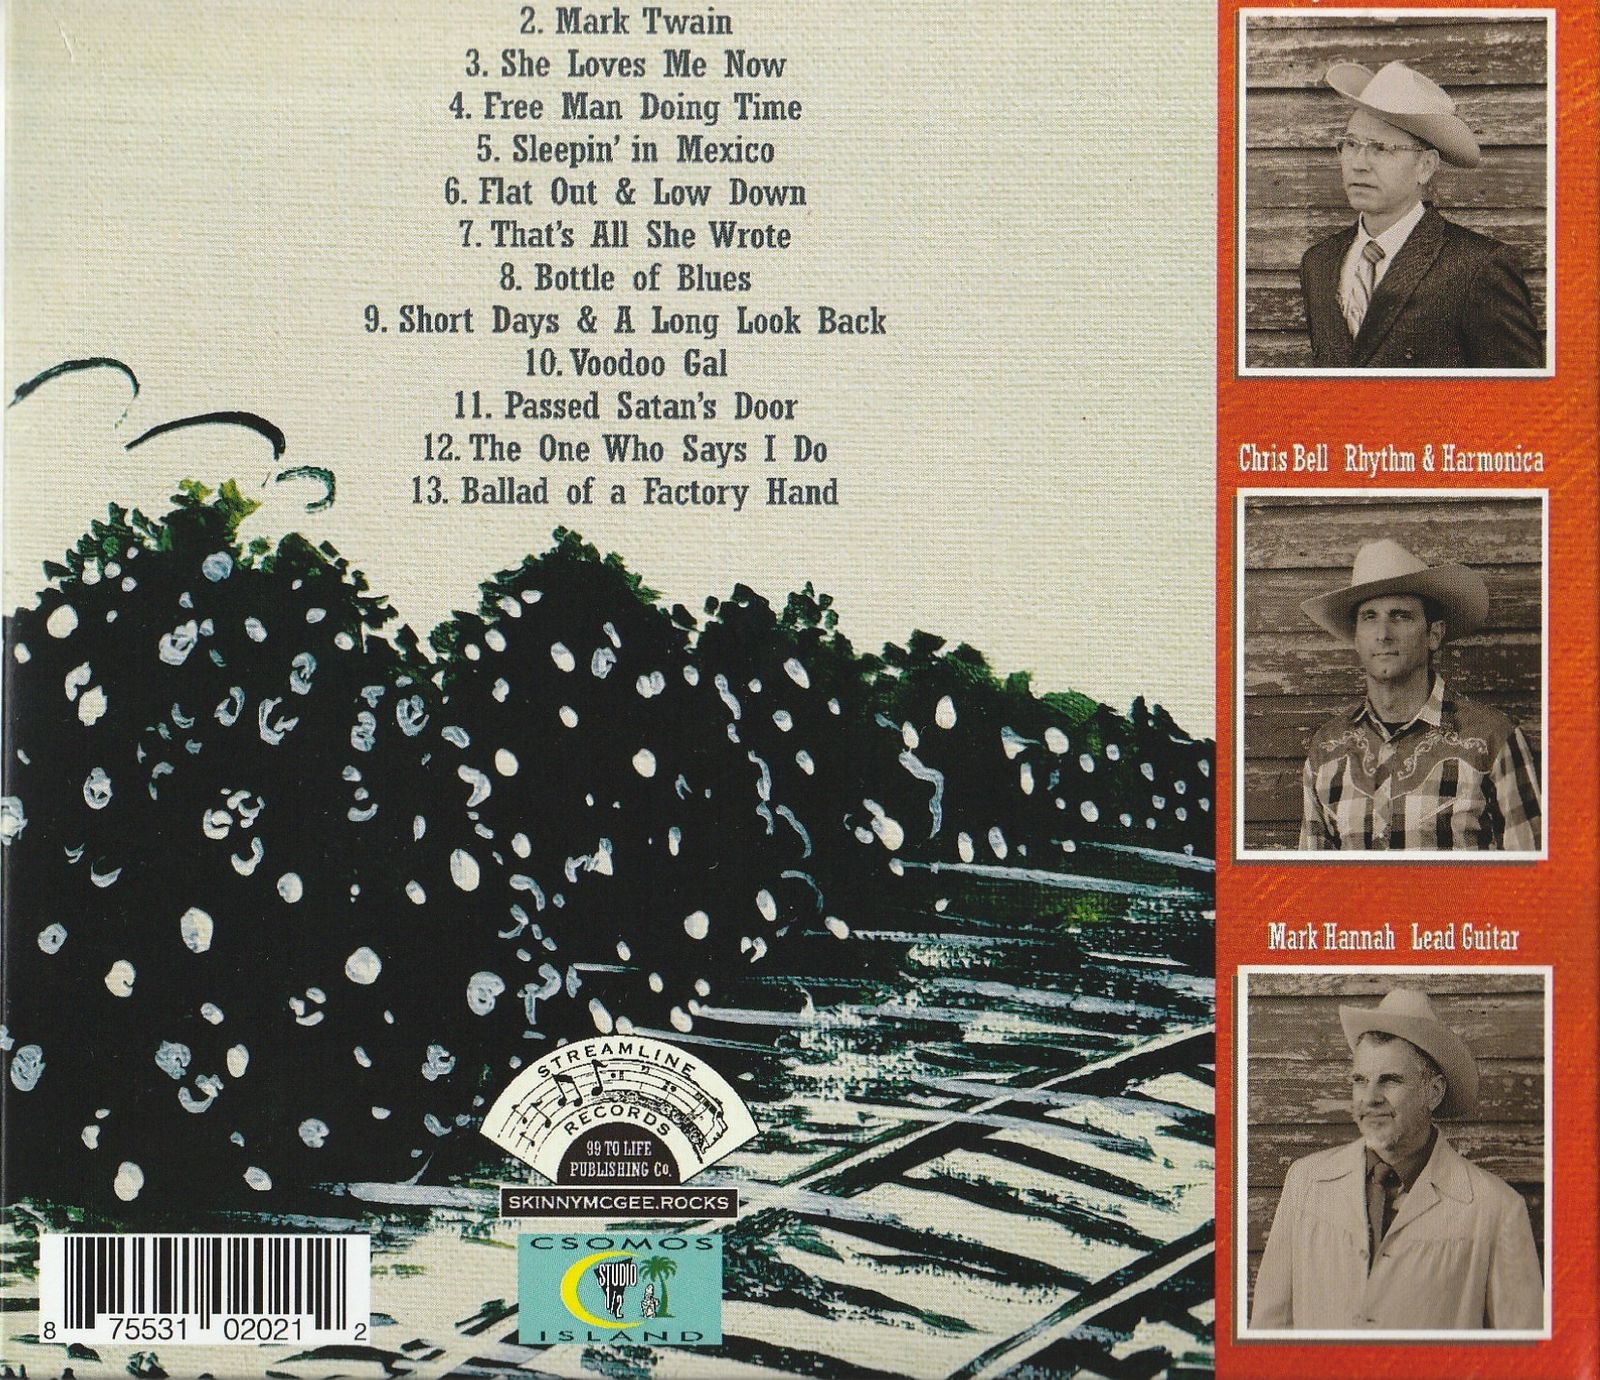 2. Mark Twain
3. She Loves Me Now
4. Free Man Doing Time
5. Sleepin' in Mexico
6. Flat Out & Low Down
7. That's All She Wrote
8. Bottle of Blues
9. Short Days & A Long Look Back
10. Voodoo Gal
11. Passed Satan's Door
12. The One Who Says I Do
13. Ballad of a Factory Hand
Chris Bell Rhythm & Harmonica
Mark Hannah Lead Guitar
STREAMLINE
RECORDS
99 TO LIFE
PUBLISHING CO.
SKINNYMCGEE.ROCKS
CSOMOS
STUDIO
1/2
ISLAND
8 75531 02021 2